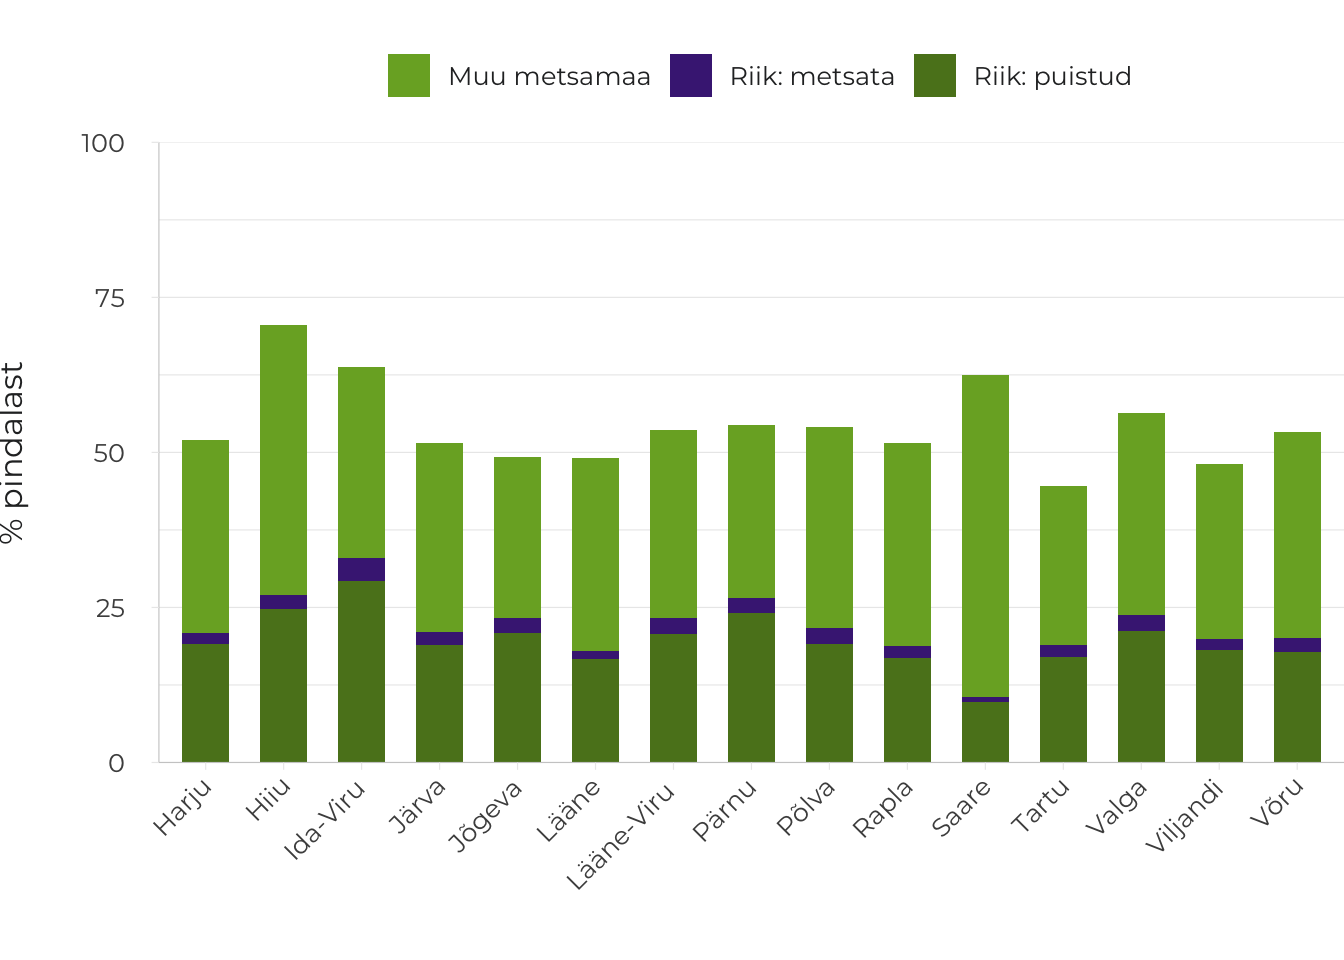 Muu metsamaa Riik: metsata Riik: puistud
100
75
50
25
0
% pindalast
Harju Hiiu Ida-Viru Järva Jõgeva Lääne Lääne-Viru Pärnu Põlva Rapla Saare Tartu Valga Viljandi Võru